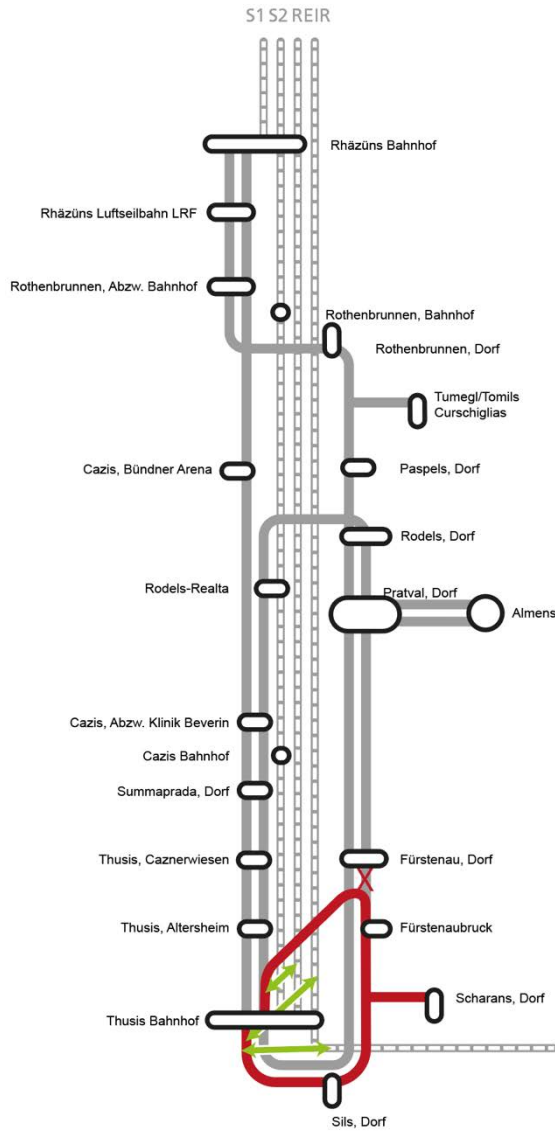 S1 S2 RE IR
Rhäzüns Bahnhof
Rhäzüns Luftseilbahn LRF
Rothenbrunnen, Abzw. Bahnhof
Rothenbrunnen, Bahnhof
Rothenbrunnen, Dorf
Tumegl/Tomils
Curschiglias
Cazis, Bündner Arena
Paspels, Dorf
Rodels, Dorf
Rodels-Realta
Pratval, Dorf
Almens
Cazis, Abzw. Klinik Beverin
Cazis Bahnhof
Summaprada, Dorf
Thusis, Caznerwiesen
Fürstenau, Dorf
X
Thusis, Altersheim
Fürstenaubruck
Scharans, Dorf
Thusis Bahnhof
Sils, Dorf